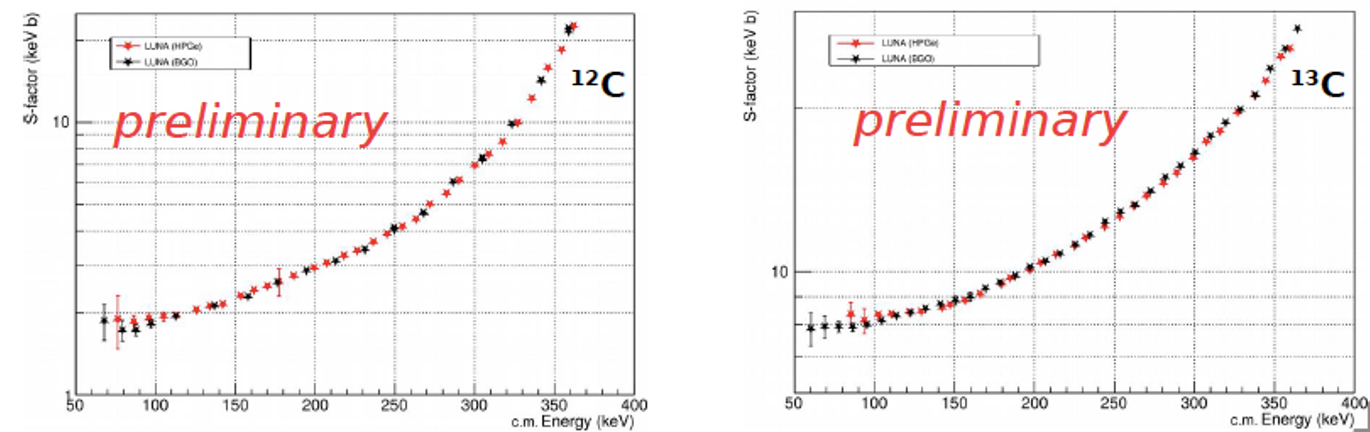 S-factor (keV b)
LUNA (HPGe)
LUNA (BGO)
12C
preliminary
10
1
50 100 150 200 250 300 350 400
c.m. Energy (keV)
S-factor (keV b)
LUNA (HPGe)
LUNA (BGO)
13C
preliminary
10
50 100 150 200 250 300 350 400
c.m. Energy (keV)